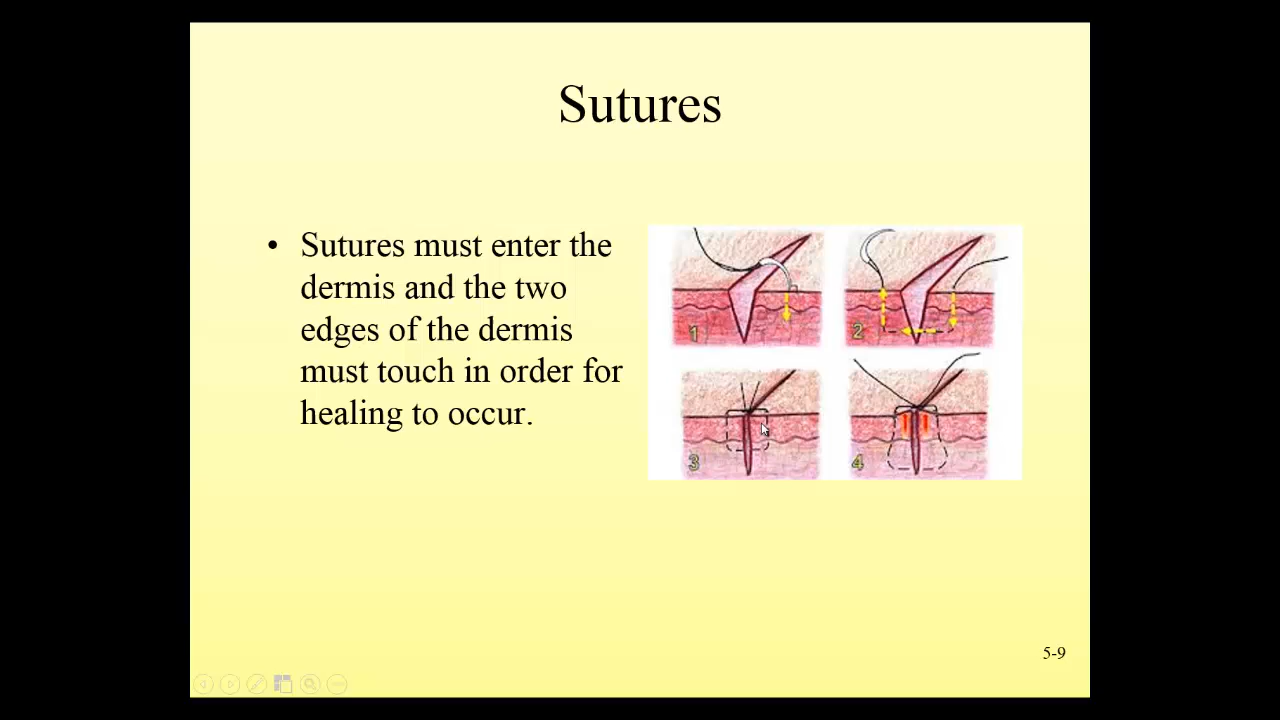 Sutures
• Sutures must enter the
dermis and the two
edges of the dermis
must touch in order for
healing to occur.
1
2
3
4
5-9